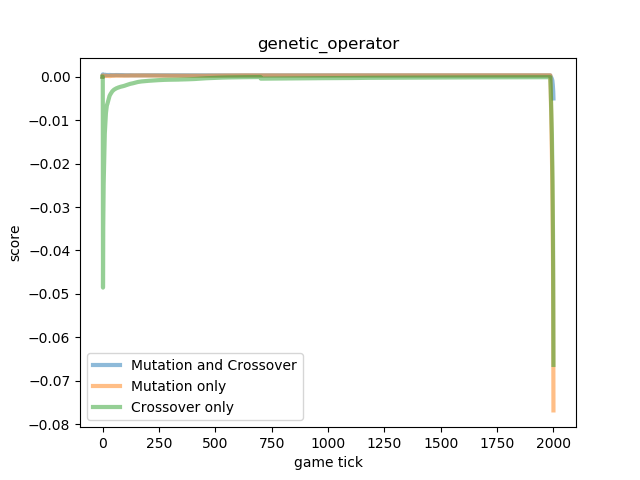 genetic_operator
0.00
−0.01
−0.02
−0.03
−0.04
−0.05
−0.06
−0.07
−0.08
score
Mutation and Crossover
Mutation only
Crossover only
0 250 500 750 1000 1250 1500 1750 2000
game tick